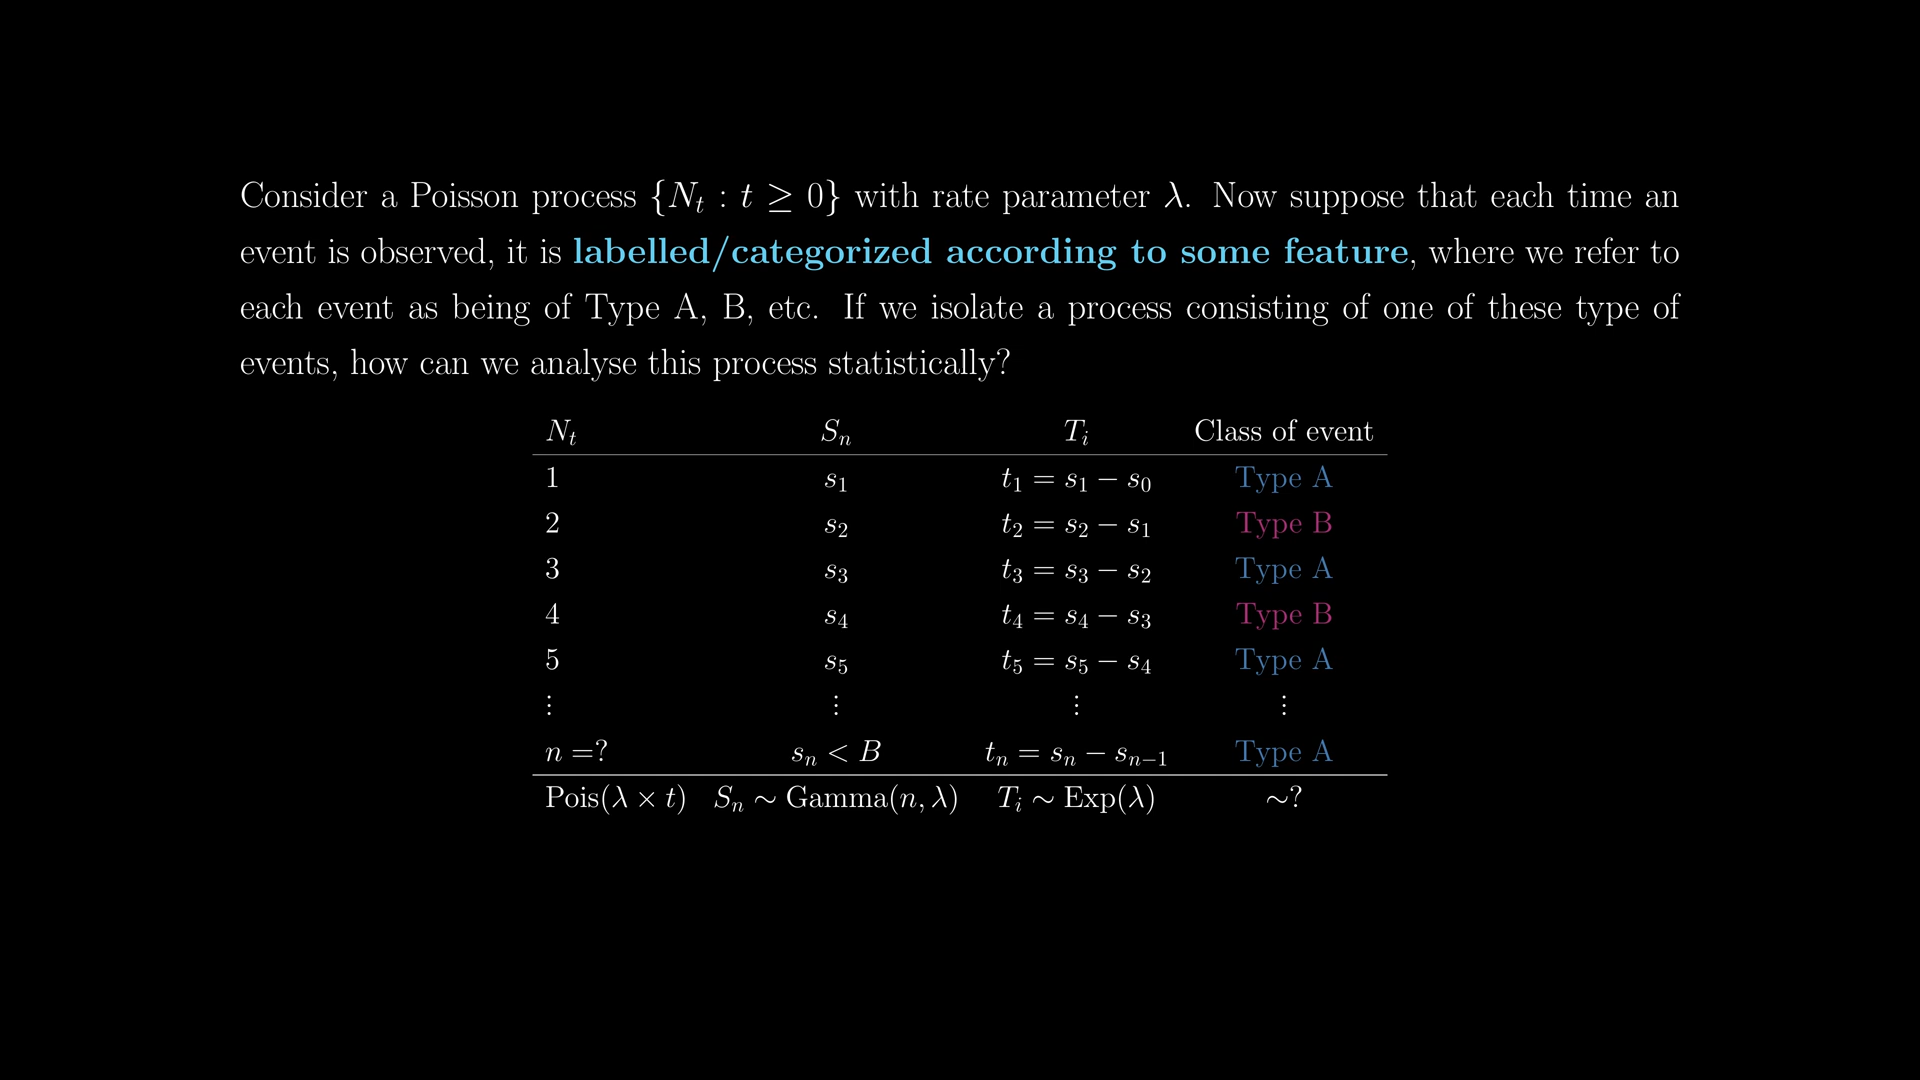 Consider a Poisson process {N_t : t ≥ 0} with rate parameter λ. Now suppose that each time an
event is observed, it is labelled/categorized according to some feature, where we refer to
each event as being of Type A, B, etc. If we isolate a process consisting of one of these type of
events, how can we analyse this process statistically?
N_t S_n T_i Class of event
1 s_1 t_1 = s_1 − s_0 Type A
2 s_2 t_2 = s_2 − s_1 Type B
3 s_3 t_3 = s_3 − s_2 Type A
4 s_4 t_4 = s_4 − s_3 Type B
5 s_5 t_5 = s_5 − s_4 Type A
⋮ ⋮ ⋮ ⋮
n =? s_n < B t_n = s_n − s_{n−1} Type A
Pois(λ × t) S_n ∼ Gamma(n, λ) T_i ∼ Exp(λ) ∼?